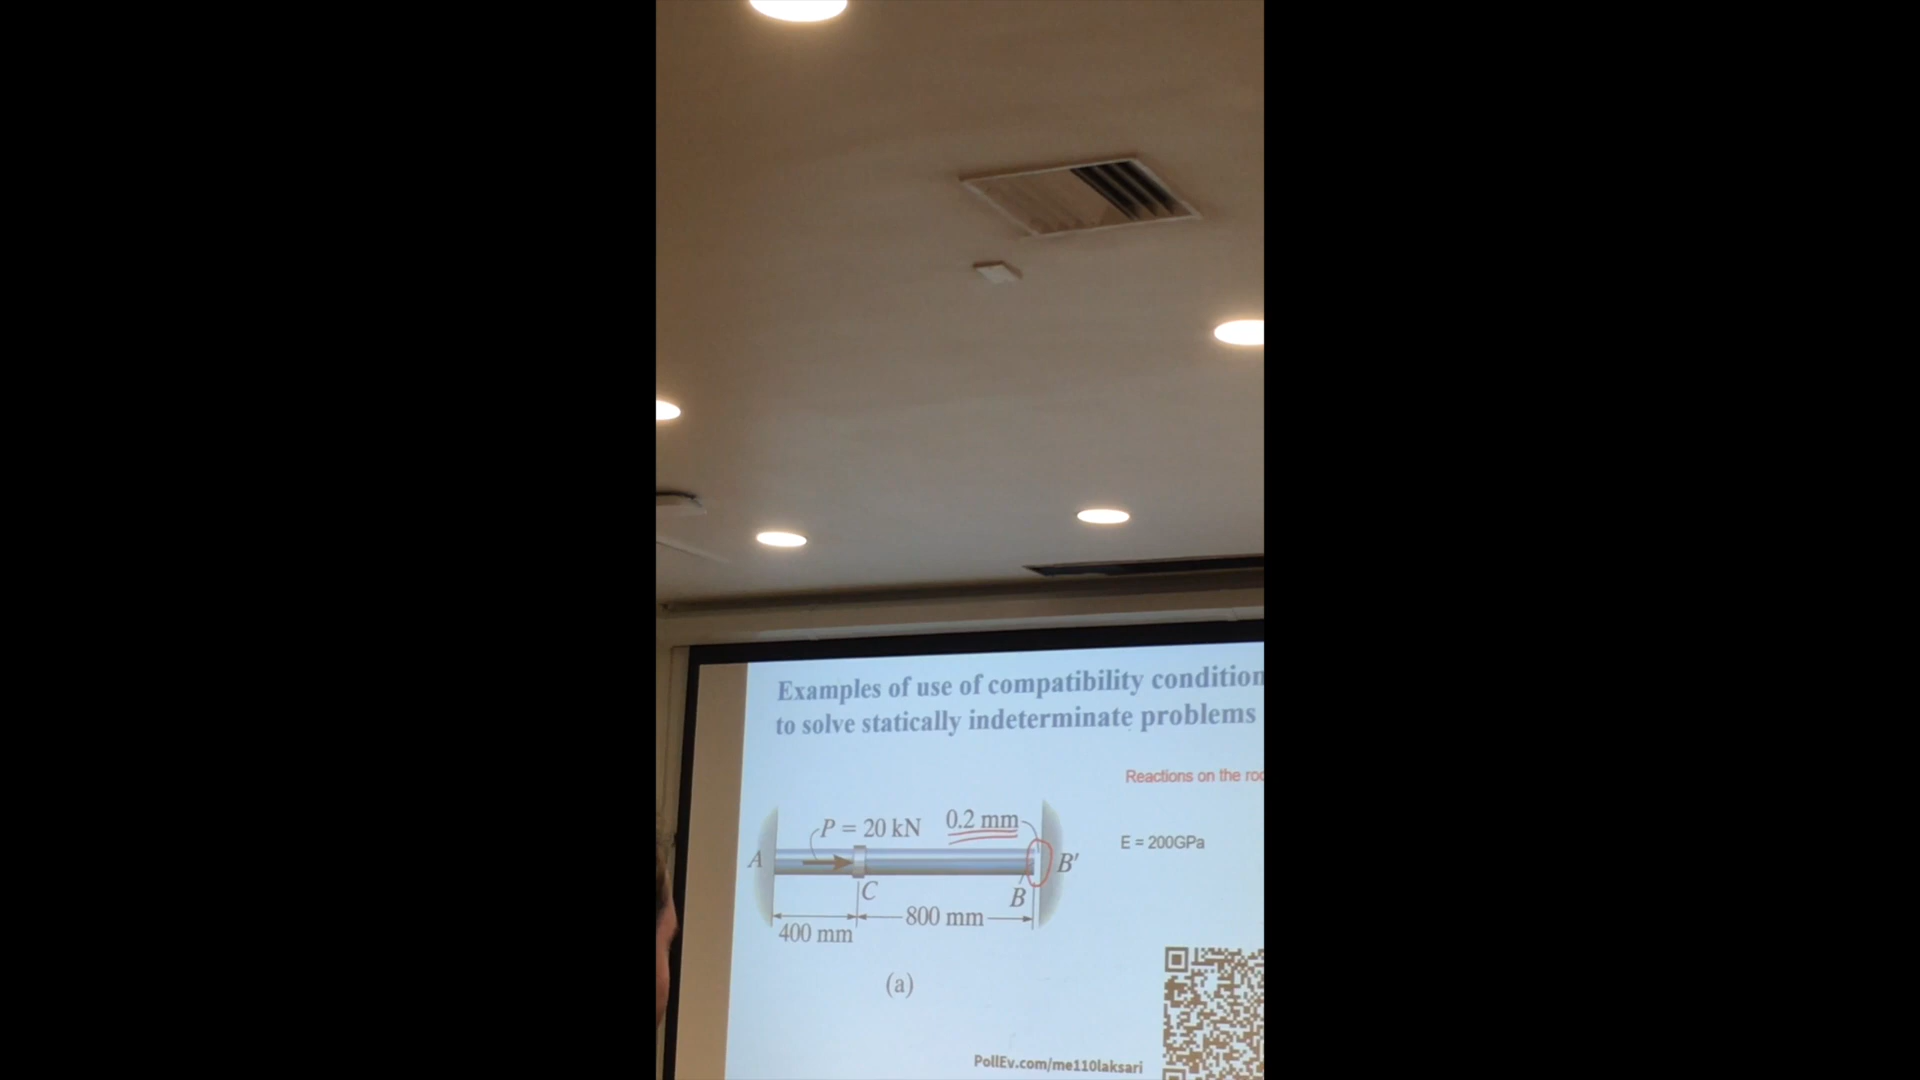 Examples of use of compatibility condition
to solve statically indeterminate problems
Reactions on the
P = 20 kN
0.2 mm
E = 200GPa
A
B'
C
B
800 mm
400 mm
(a)
PollEv.com/me110laksari